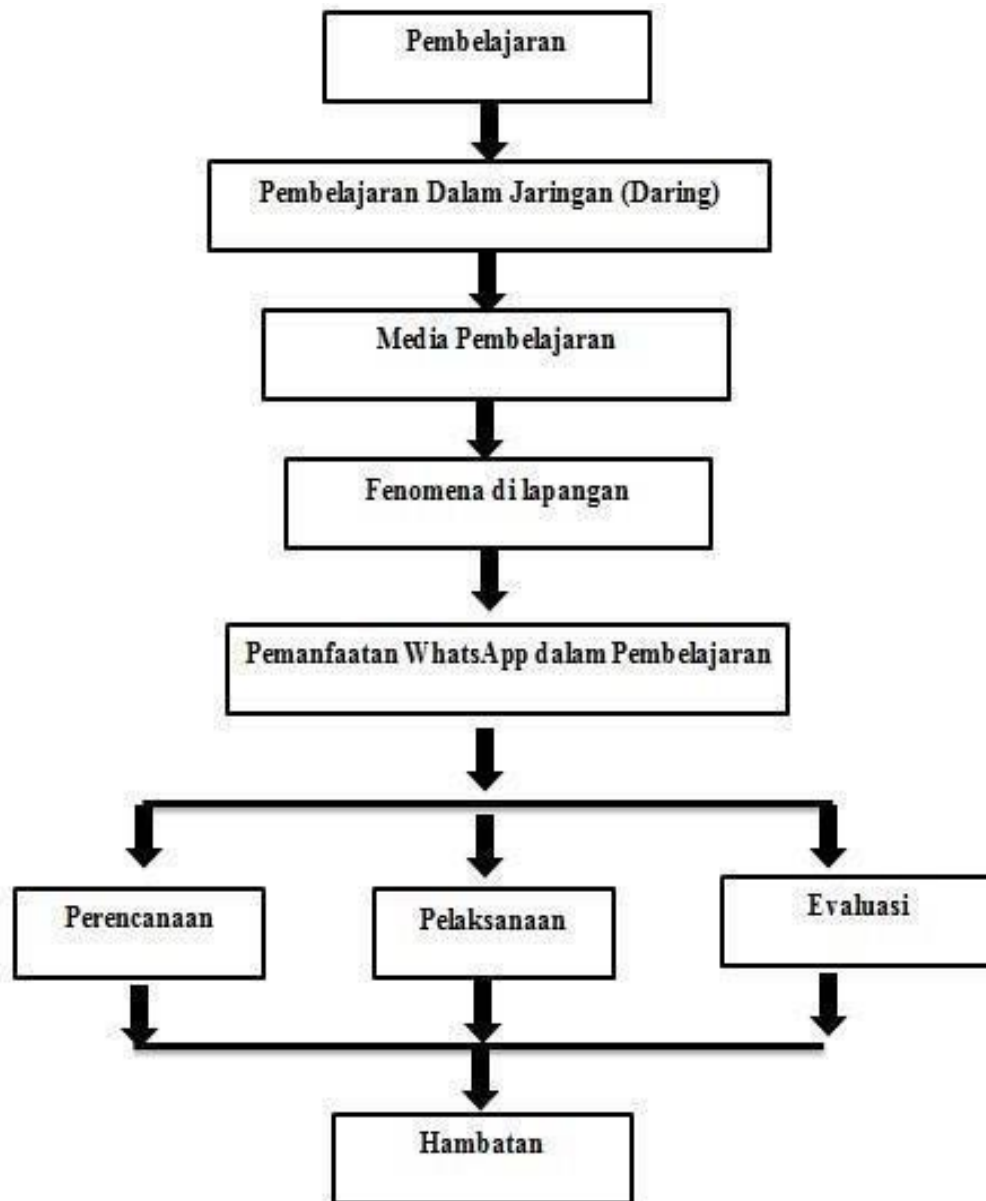 Pembelajaran
Pembelajaran Dalam Jaringan (Daring)
Media Pembelajaran
Fenomena di lapangan
Pemanfaatan WhatsApp dalam Pembelajaran
Perencanaan
Pelaksanaan
Evaluasi
Hambatan